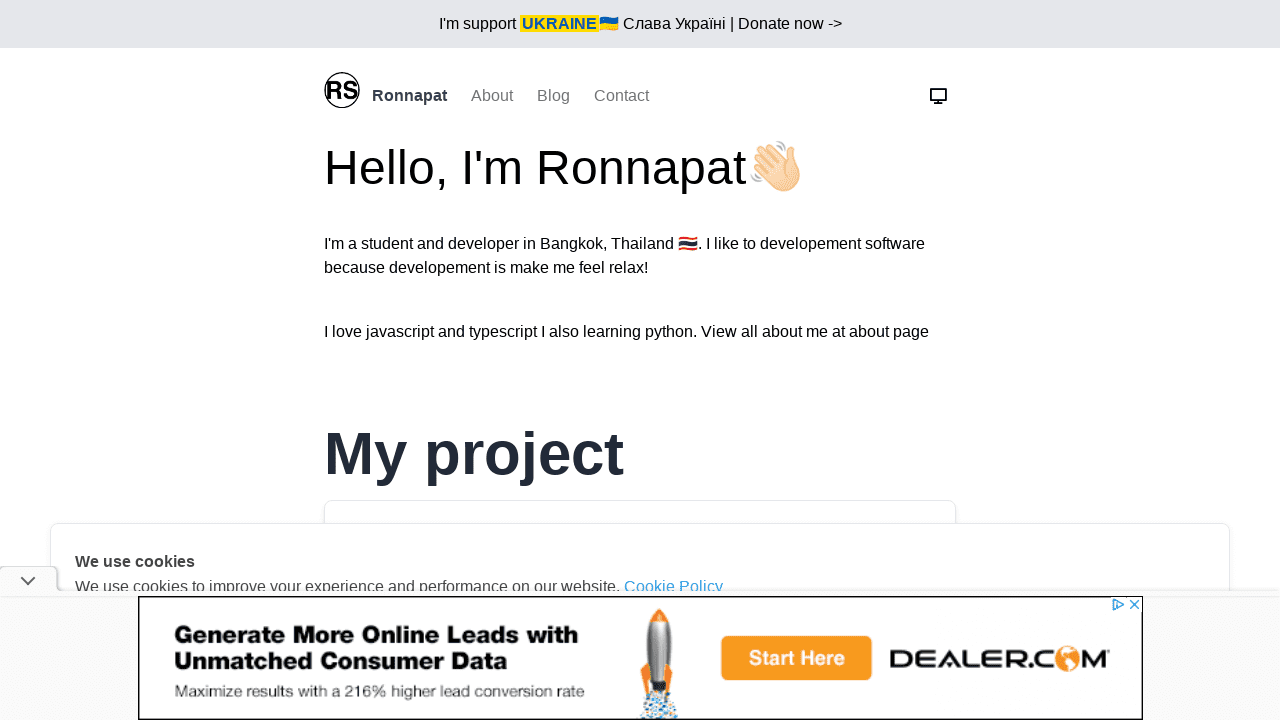 I'm support UKRAINE🇺🇦 Слава Україні | Donate now ->
RS Ronnapat About Blog Contact
Hello, I'm Ronnapat👋🏻
I'm a student and developer in Bangkok, Thailand 🇹🇭. I like to developement software
because developement is make me feel relax!
I love javascript and typescript I also learning python. View all about me at about page
My project
We use cookies
We use cookies to improve your experience and performance on our website. Cookie Policy
Generate More Online Leads with
Unmatched Consumer Data
Maximize results with a 216% higher lead conversion rate
Start Here
DEALER.COM